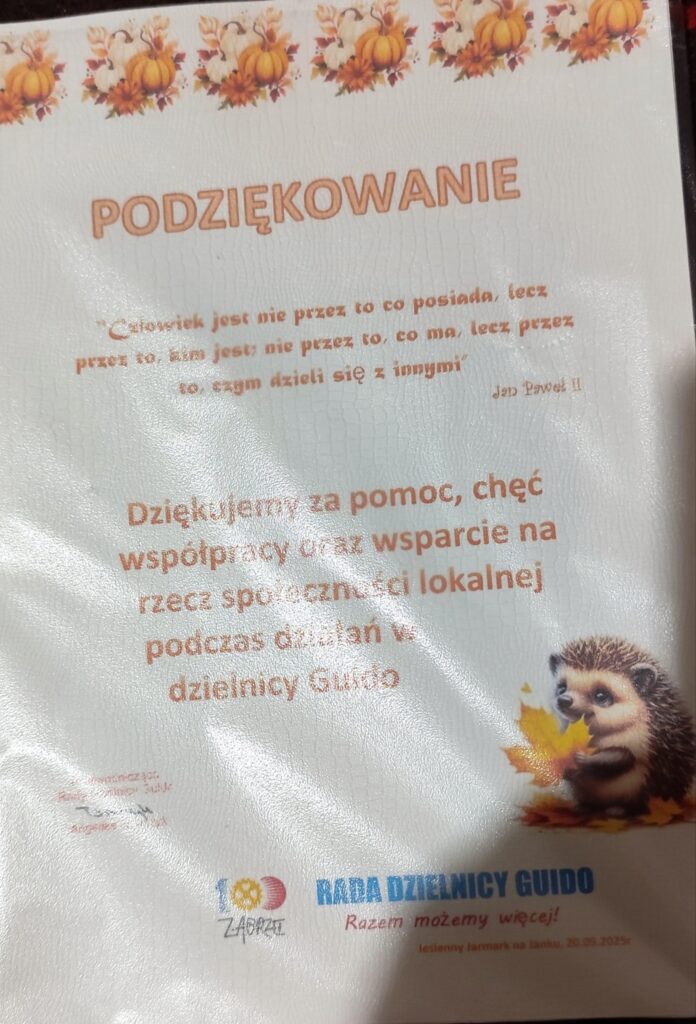 PODZIĘKOWANIE
"Człowiek jest nie przez to co posiada, lecz
przez to, kim jest; nie przez to, co ma, lecz przez
to, czym dzieli się z innymi"
Jan Paweł II
Dziękujemy za pomoc, chęć
współpracy oraz wsparcie na
rzecz społeczności lokalnej
podczas działań w
dzielnicy Guido
100
ZABRZE
RADA DZIELNICY GUIDO
Razem możemy więcej!
Jesienny Jarmark na Janku, 20.09.2025r